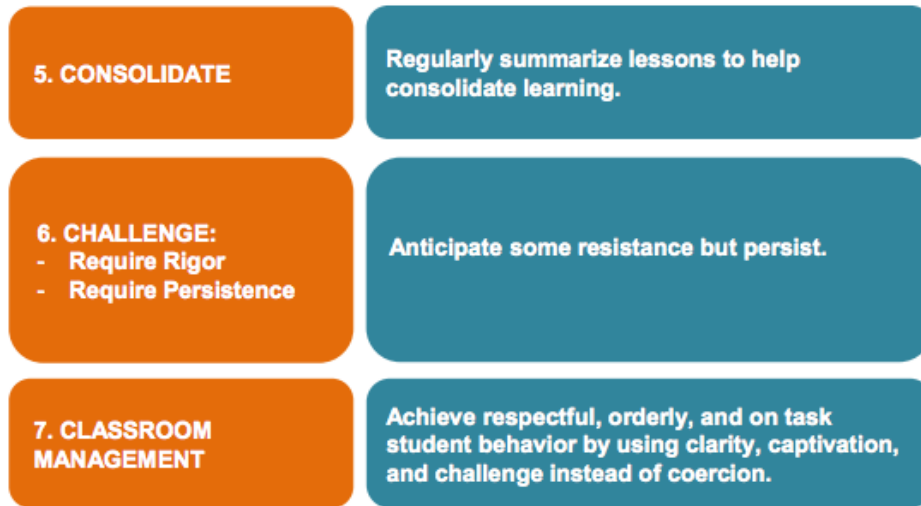 5. CONSOLIDATE
Regularly summarize lessons to help
consolidate learning.
6. CHALLENGE:
- Require Rigor
- Require Persistence
Anticipate some resistance but persist.
7. CLASSROOM
MANAGEMENT
Achieve respectful, orderly, and on task
student behavior by using clarity, captivation,
and challenge instead of coercion.